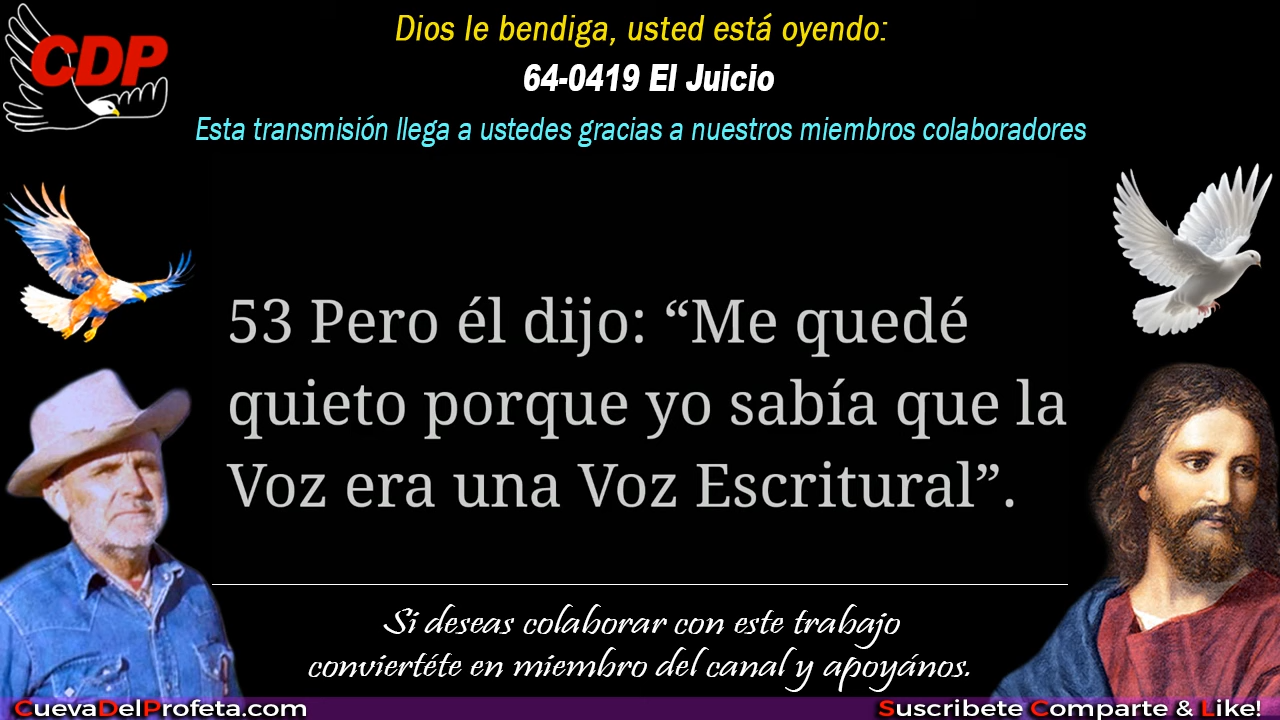 CDP
Dios le bendiga, usted está oyendo:
64-0419 El Juicio
Esta transmisión llega a ustedes gracias a nuestros miembros colaboradores
53 Pero él dijo: “Me quedé
quieto porque yo sabía que la
Voz era una Voz Escritural”.
Si deseas colaborar con este trabajo
conviertéte en miembro del canal y apoyános.
CuevaDelProfeta.com
Suscribete Comparte & Like!